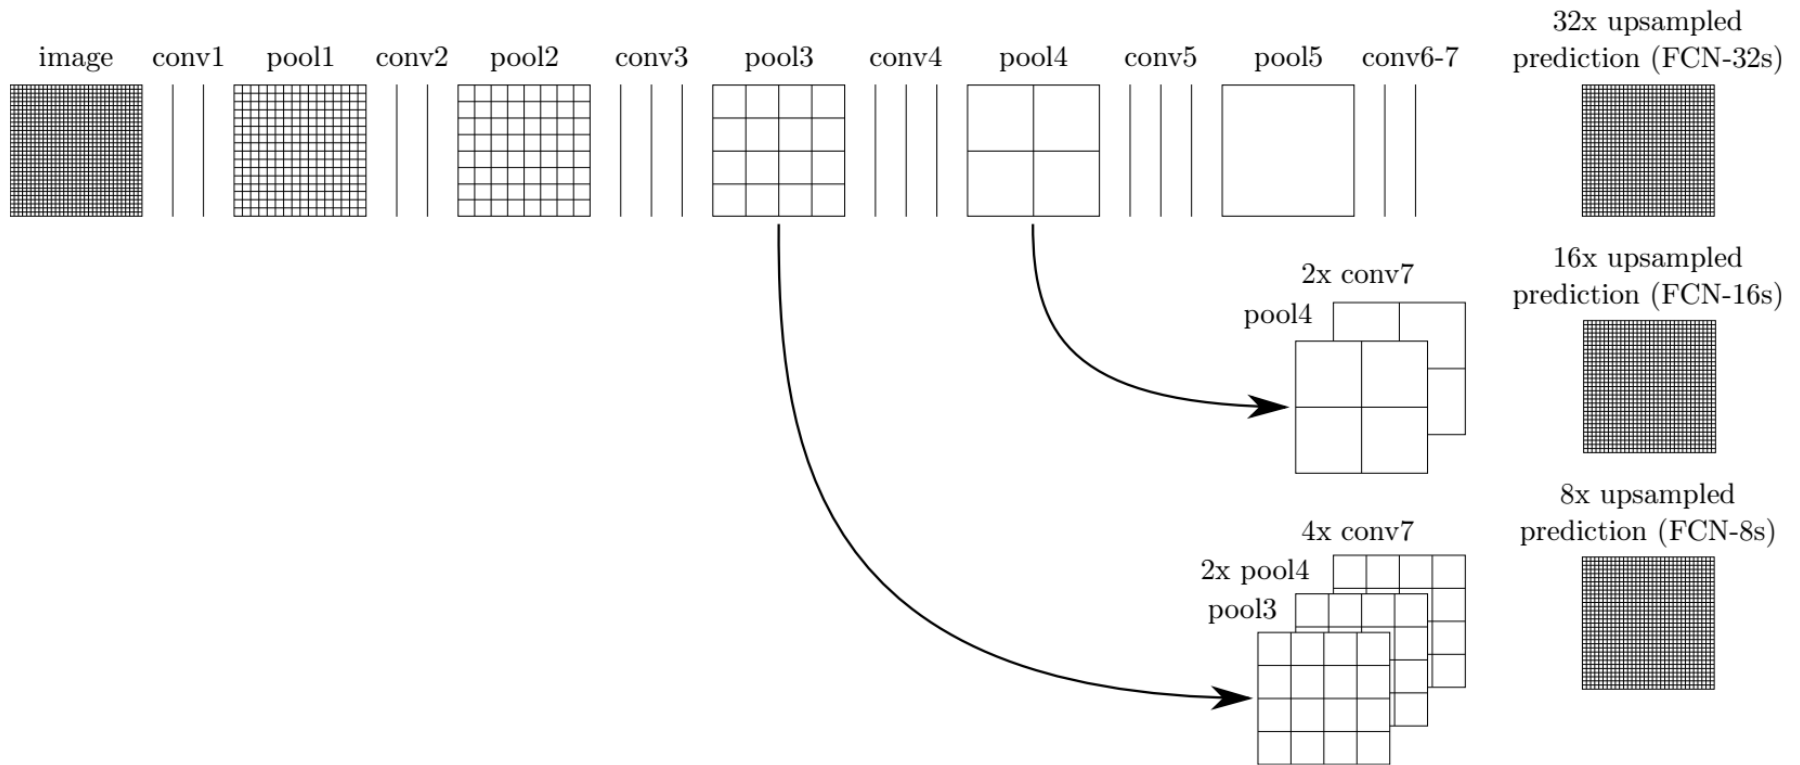 image
conv1
pool1
conv2
pool2
conv3
pool3
conv4
pool4
conv5
pool5
conv6-7
32x upsampled
prediction (FCN-32s)
2x conv7
pool4
16x upsampled
prediction (FCN-16s)
4x conv7
2x pool4
pool3
8x upsampled
prediction (FCN-8s)